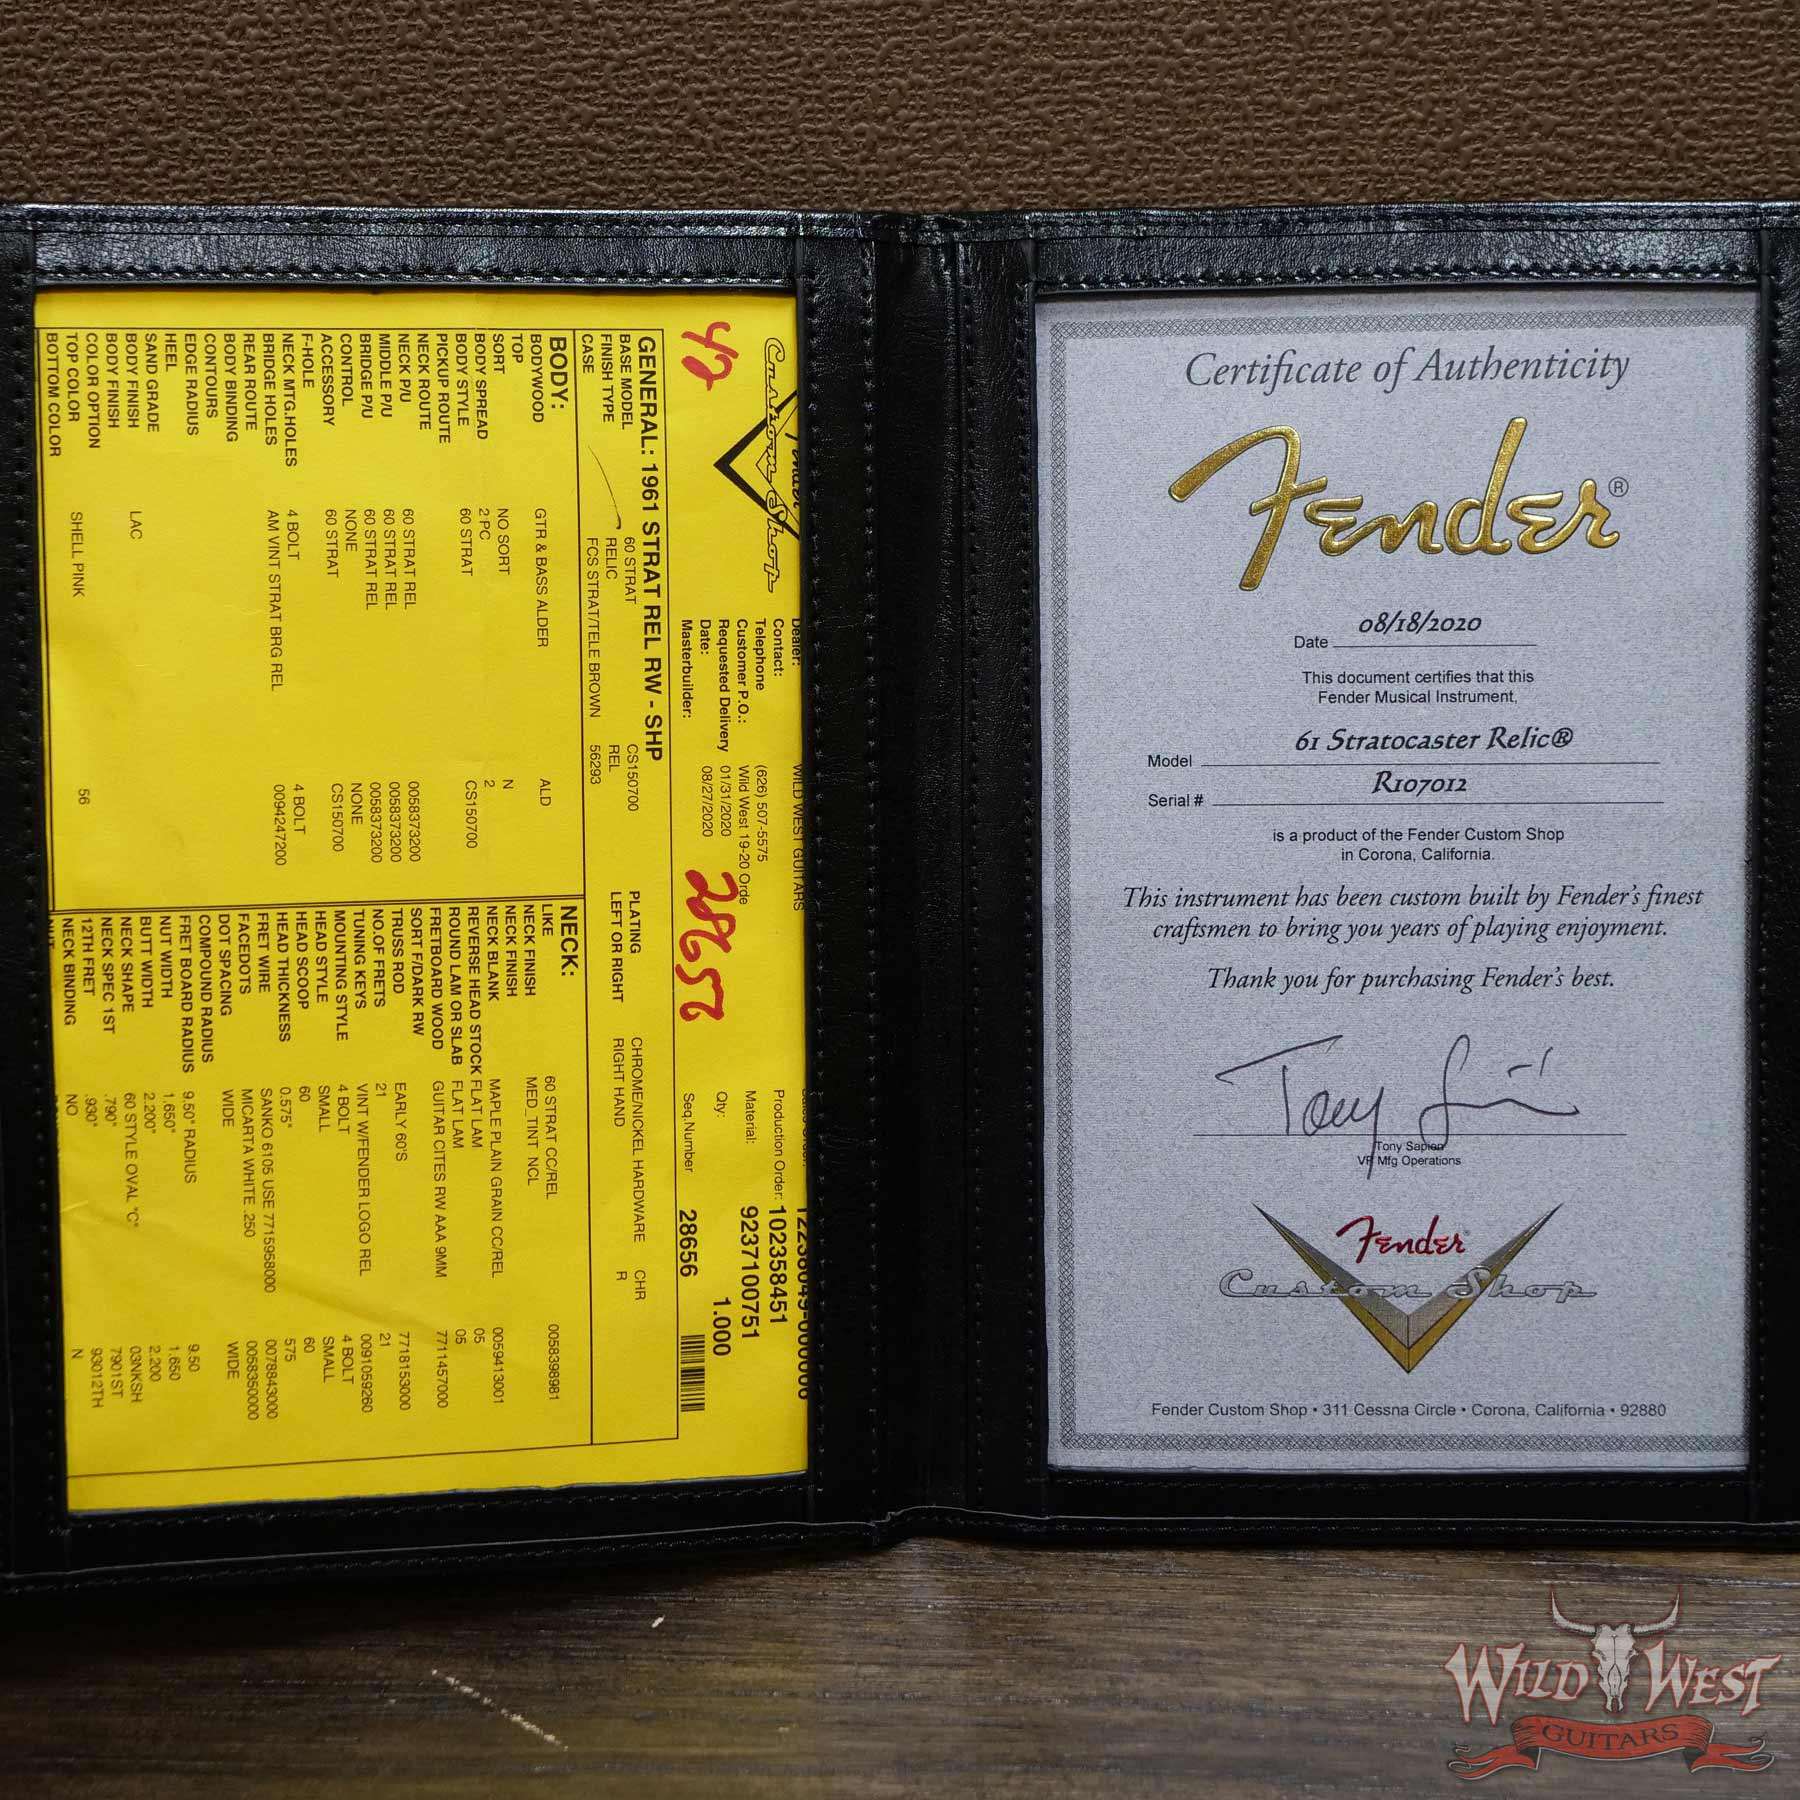 Fender
Custom Shop
42
Dealer: WILD WEST GUITARS
Contact:
Telephone (626) 507-5575
Customer P.O.: Wild West 19-20 Orde
Requested Delivery 01/31/2020
Date: 08/27/2020
Masterbuilder:
28656
Production Order: 102358451
Material: 9237100751
Qty: 1.000
Seq.Number 28656
GENERAL: 1961 STRAT REL RW - SHP
BASE MODEL 60 STRAT CS150700 PLATING CHROME/NICKEL HARDWARE CHR
FINISH TYPE RELIC REL LEFT OR RIGHT RIGHT HAND R
CASE FCS STRAT/TELE BROWN 56293
BODY:
BODYWOOD GTR & BASS ALDER ALD
TOP
SORT NO SORT N
BODY SPREAD 2-PC 2
BODY STYLE 60 STRAT CS150700
PICKUP ROUTE
NECK ROUTE
NECK P/U 60 STRAT REL 0058373200
MIDDLE P/U 60 STRAT REL 0058373200
BRIDGE P/U 60 STRAT REL 0058373200
CONTROL NONE NONE
ACCESSORY 60 STRAT CS150700
F-HOLE
NECK MTG.HOLES 4 BOLT 4 BOLT
BRIDGE HOLES AM VINT STRAT BRG REL 0094247200
REAR ROUTE
BODY BINDING
CONTOURS
EDGE RADIUS
HEEL
SAND GRADE
BODY FINISH LAC
BODY FINISH
COLOR OPTION
TOP COLOR SHELL PINK 56
BOTTOM COLOR
NECK:
LIKE 60 STRAT CC/REL 0058398981
NECK FINISH MED_TINT NCL
NECK FINISH
NECK BLANK MAPLE PLAIN GRAIN CC/REL 0059413001
REVERSE HEAD STOCK FLAT LAM 05
ROUND LAM OR SLAB FLAT LAM 05
FRETBOARD WOOD GUITAR CITES RW AAA 9MM 7711457000
SORT F/DARK RW
TRUSS ROD EARLY 60'S 7718153000
NO.OF FRETS 21 21
TUNING KEYS VINT W/FENDER LOGO REL 0091059260
MOUNTING STYLE 4 BOLT 4 BOLT
HEAD STYLE SMALL SMALL
HEAD SCOOP 60 60
HEAD THICKNESS 0.575" 575
FRET WIRE SANKO 6105 USE 7715958000 0078843000
FACEDOTS MICARTA WHITE .250 0058350000
DOT SPACING WIDE WIDE
COMPOUND RADIUS
FRET BOARD RADIUS 9.50" RADIUS 9.50
NUT WIDTH 1.650" 1.650
BUTT WIDTH 2.200" 2.200
NECK SHAPE 60 STYLE OVAL "C" 03NKSH
NECK SPEC 1ST .790" 7901ST
12TH FRET .930" 93012TH
NECK BINDING NO N
Certificate of Authenticity
Fender®
Date 08/18/2020
This document certifies that this
Fender Musical Instrument,
Model 61 Stratocaster Relic®
Serial # R107012
is a product of the Fender Custom Shop
in Corona, California.
This instrument has been custom built by Fender's finest
craftsmen to bring you years of playing enjoyment.
Thank you for purchasing Fender's best.
Tony Sapien
VP Mfg Operations
Fender
Custom Shop
Fender Custom Shop • 311 Cessna Circle • Corona, California • 92880
WILD WEST
GUITARS